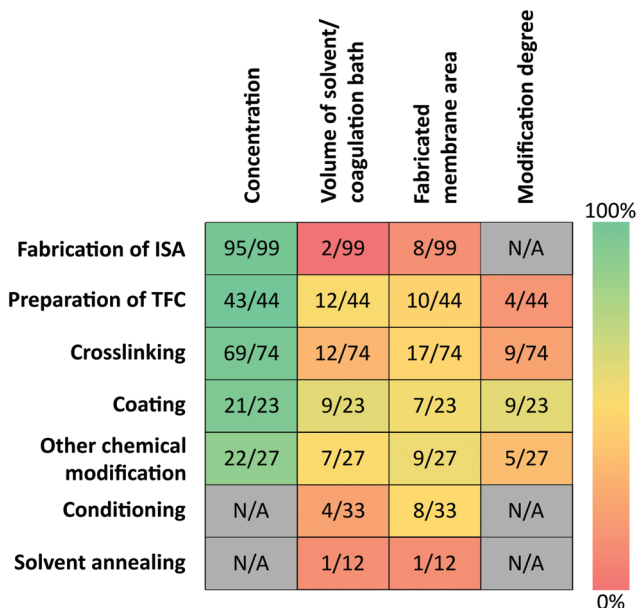 Concentration
Volume of solvent/
coagulation bath
Fabricated
membrane area
Modification degree
100%
Fabrication of ISA 95/99 2/99 8/99 N/A
Preparation of TFC 43/44 12/44 10/44 4/44
Crosslinking 69/74 12/74 17/74 9/74
Coating 21/23 9/23 7/23 9/23
Other chemical
modification 22/27 7/27 9/27 5/27
Conditioning N/A 4/33 8/33 N/A
Solvent annealing N/A 1/12 1/12 N/A
0%